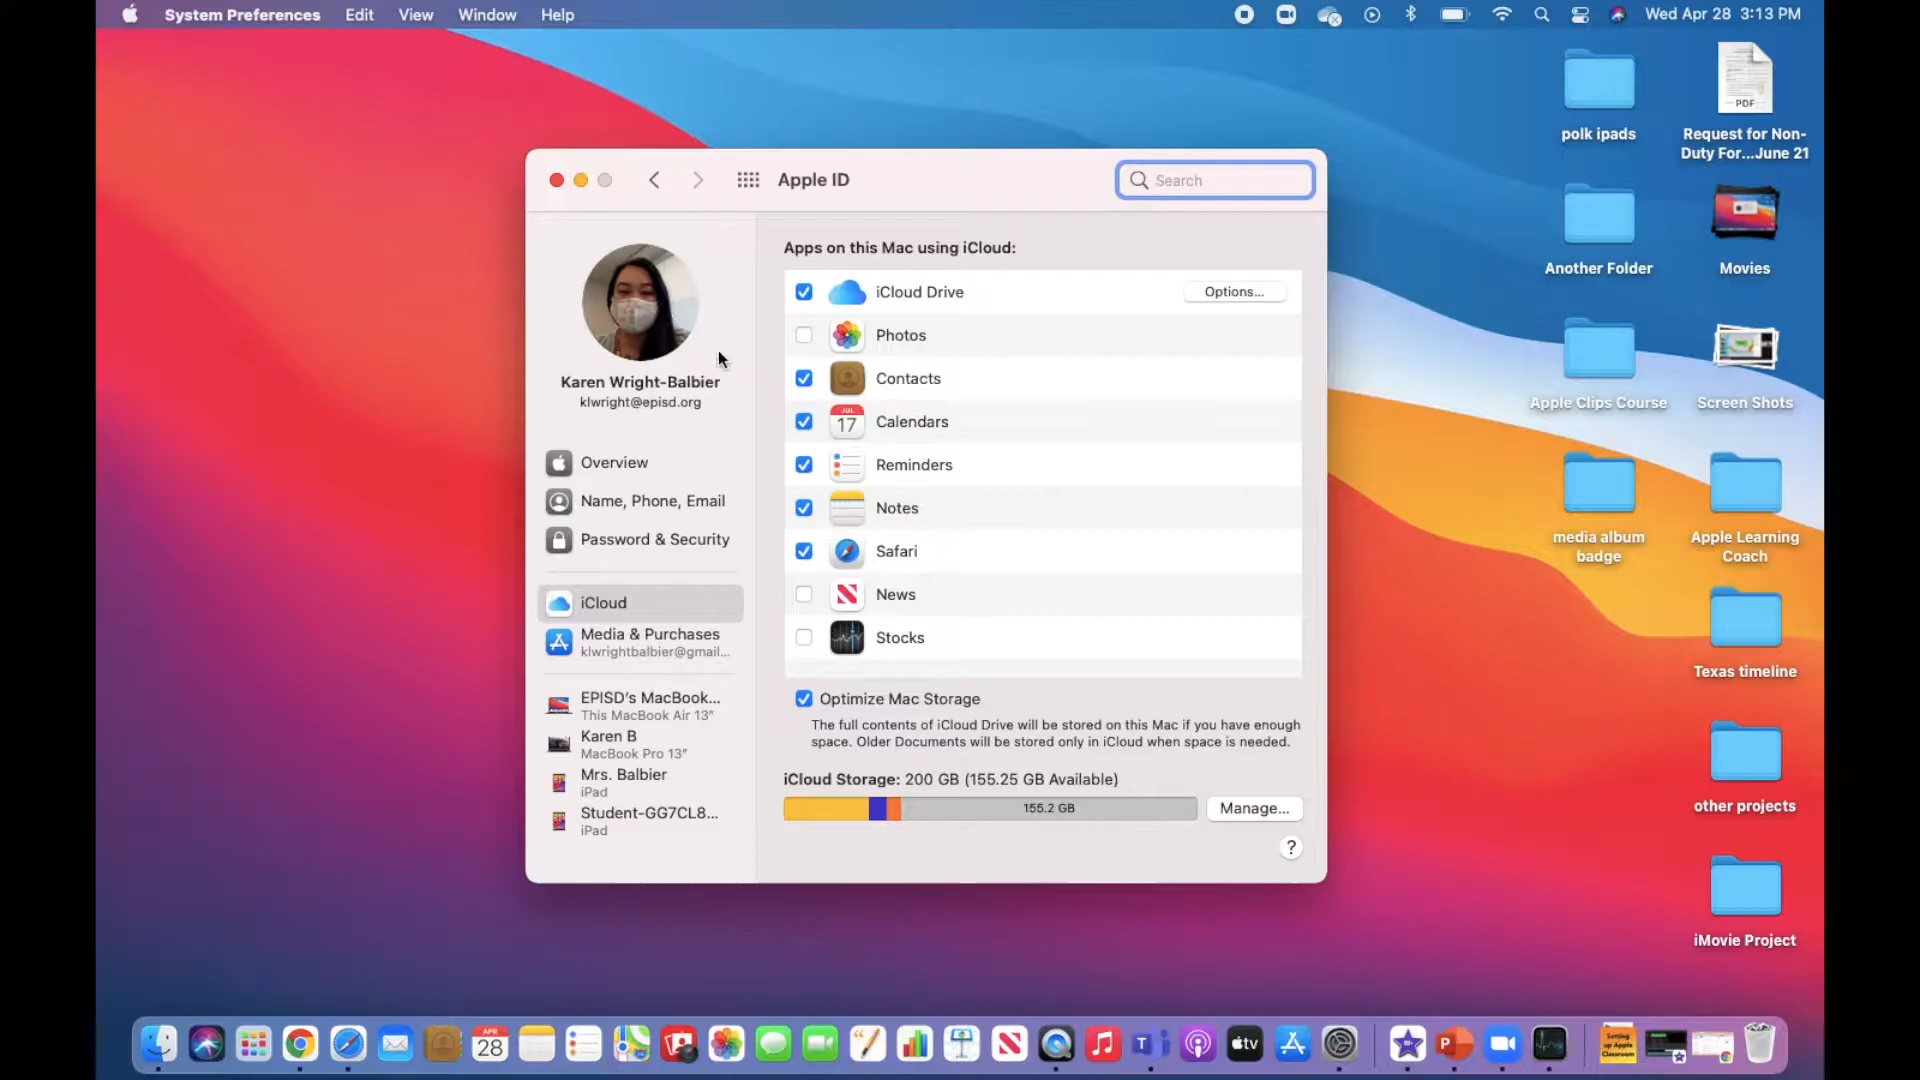 System Preferences Edit View Window Help
Wed Apr 28 3:13 PM
Apple ID
Search
Karen Wright-Balbier
klwright@episd.org
Overview
Name, Phone, Email
Password & Security
iCloud
Media & Purchases
klwrightbalbier@gmail...
EPISD's MacBook...
This MacBook Air 13"
Karen B
MacBook Pro 13"
Mrs. Balbier
iPad
Student-GG7CL8...
iPad
Apps on this Mac using iCloud:
iCloud Drive
Options...
Photos
Contacts
JUL
17
Calendars
Reminders
Notes
Safari
News
Stocks
Optimize Mac Storage
The full contents of iCloud Drive will be stored on this Mac if you have enough
space. Older Documents will be stored only in iCloud when space is needed.
iCloud Storage: 200 GB (155.25 GB Available)
155.2 GB
Manage...
?
polk ipads
PDF
Request for Non-
Duty For...June 21
Another Folder
Movies
Apple Clips Course
Screen Shots
media album
badge
Apple Learning
Coach
Texas timeline
other projects
iMovie Project
APR
28
T
tv
P
Setting
up Apple
Classroom